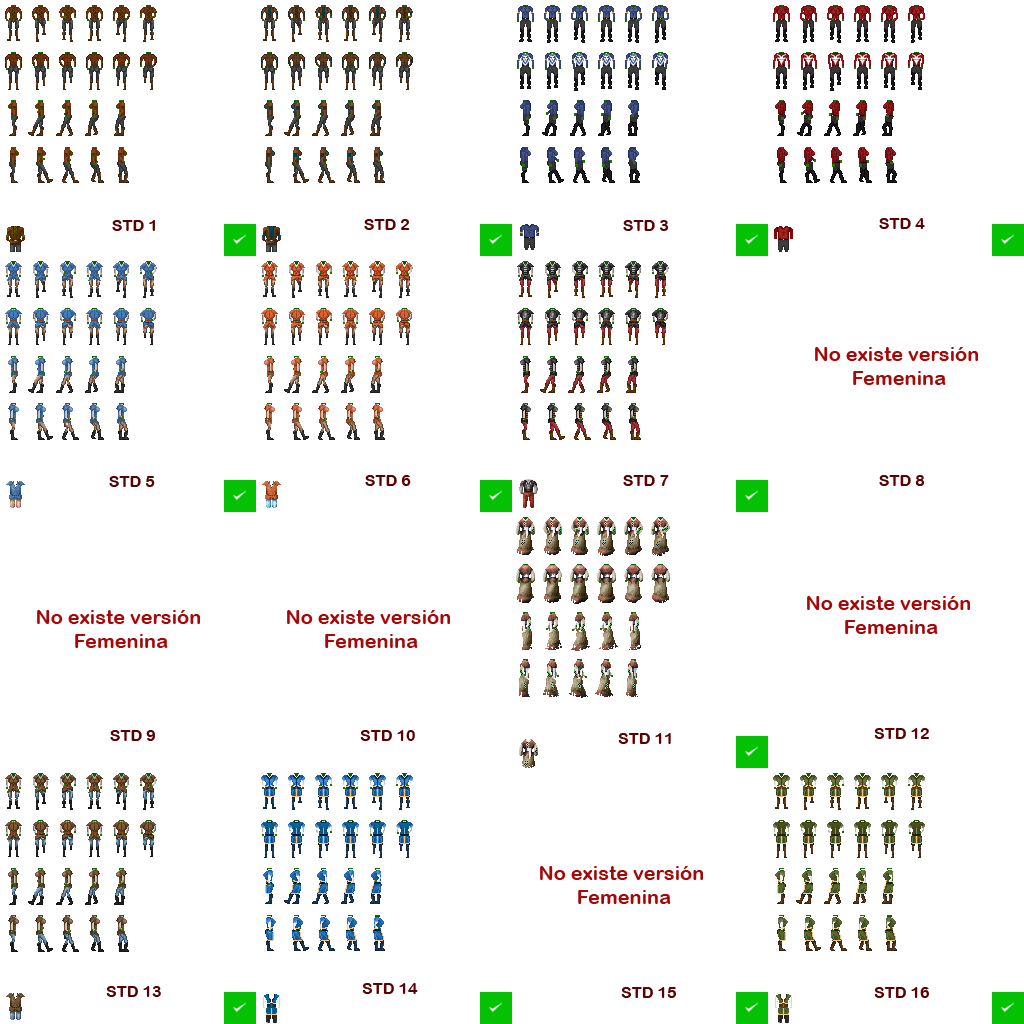 STD 1
STD 2
STD 3
STD 4
No existe versión
Femenina
STD 5
STD 6
STD 7
STD 8
No existe versión
Femenina
No existe versión
Femenina
No existe versión
Femenina
STD 9
STD 10
STD 11
STD 12
No existe versión
Femenina
STD 13
STD 14
STD 15
STD 16